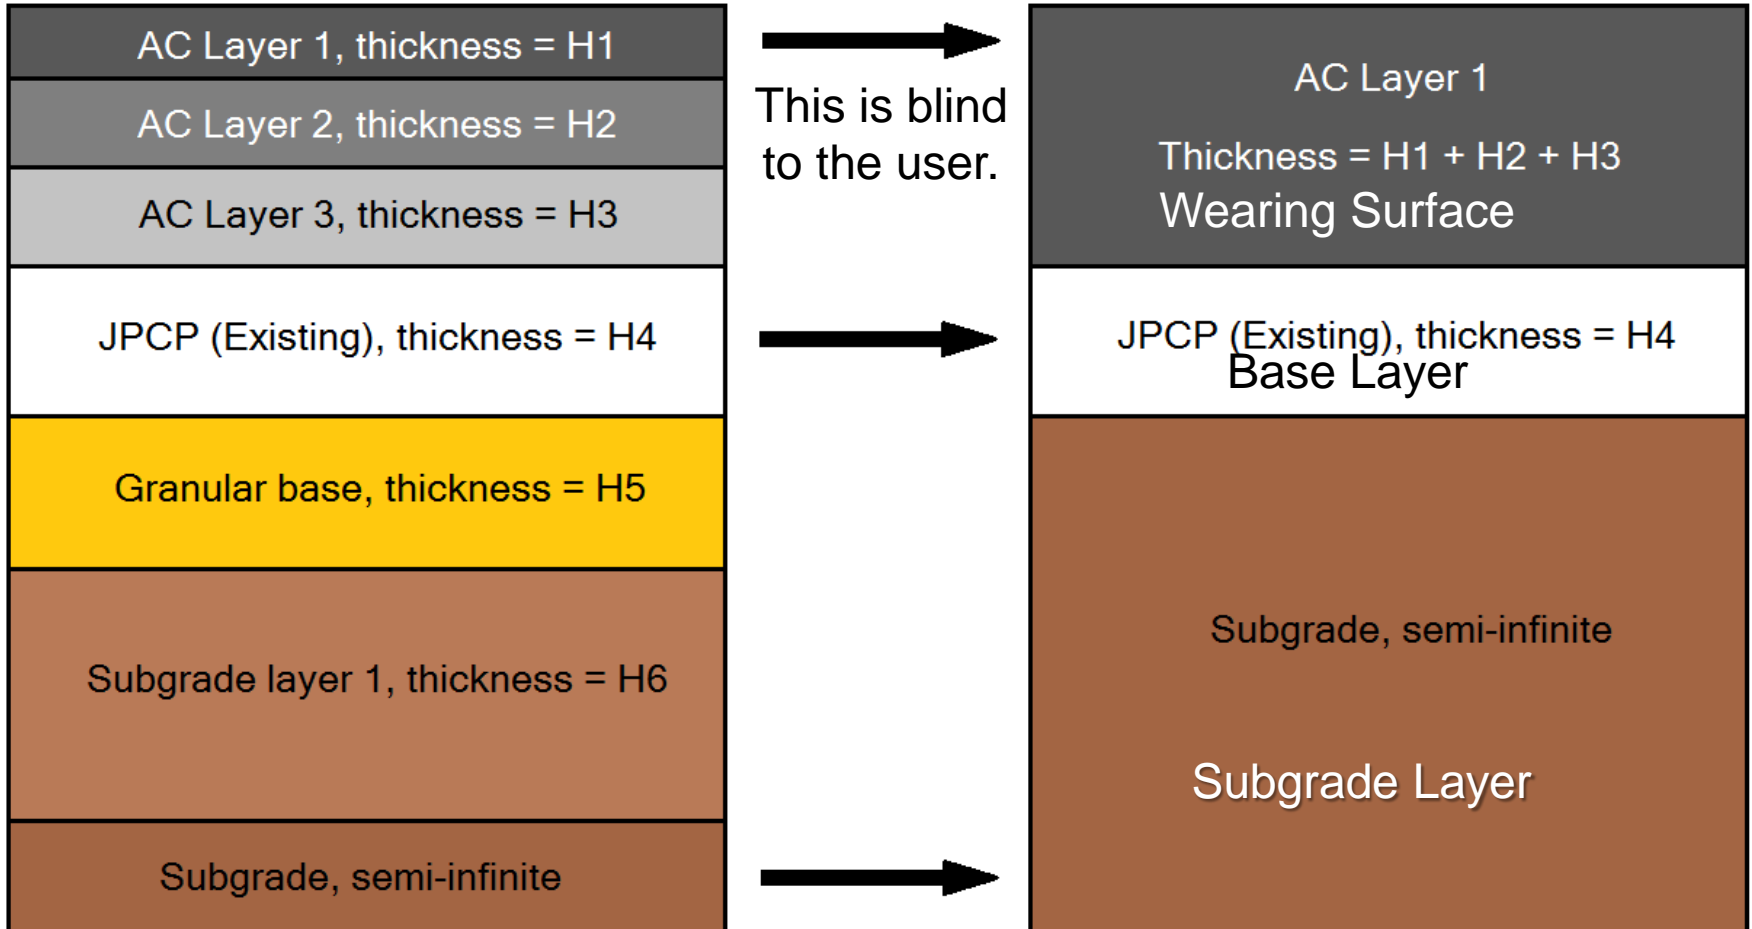 AC Layer 1, thickness = H1
AC Layer 2, thickness = H2
AC Layer 3, thickness = H3
JPCP (Existing), thickness = H4
Granular base, thickness = H5
Subgrade layer 1, thickness = H6
Subgrade, semi-infinite
This is blind
to the user.
AC Layer 1
Thickness = H1 + H2 + H3
Wearing Surface
JPCP (Existing), thickness = H4
Base Layer
Subgrade, semi-infinite
Subgrade Layer